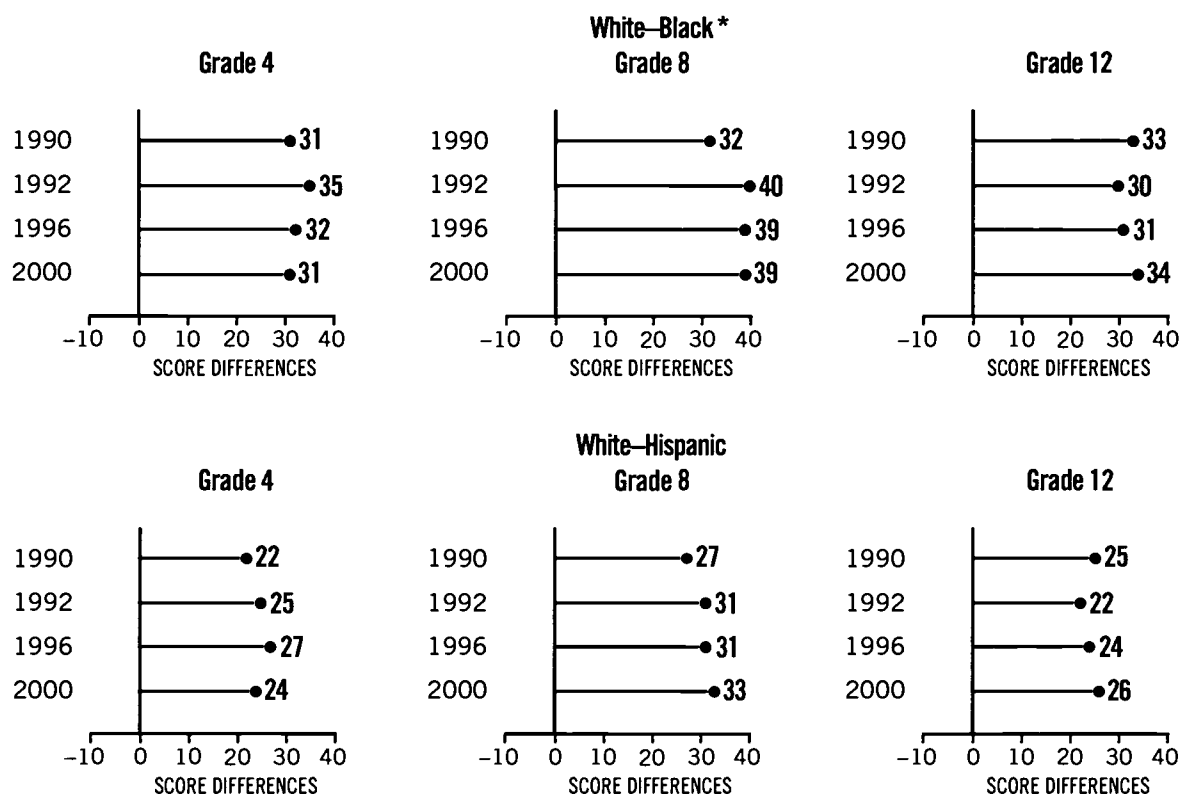 White–Black *
Grade 4 Grade 8 Grade 12
1990 31 1990 32 1990 33
1992 35 1992 40 1992 30
1996 32 1996 39 1996 31
2000 31 2000 39 2000 34
−10 0 10 20 30 40 −10 0 10 20 30 40 −10 0 10 20 30 40
SCORE DIFFERENCES SCORE DIFFERENCES SCORE DIFFERENCES
White–Hispanic
Grade 4 Grade 8 Grade 12
1990 22 1990 27 1990 25
1992 25 1992 31 1992 22
1996 27 1996 31 1996 24
2000 24 2000 33 2000 26
−10 0 10 20 30 40 −10 0 10 20 30 40 −10 0 10 20 30 40
SCORE DIFFERENCES SCORE DIFFERENCES SCORE DIFFERENCES